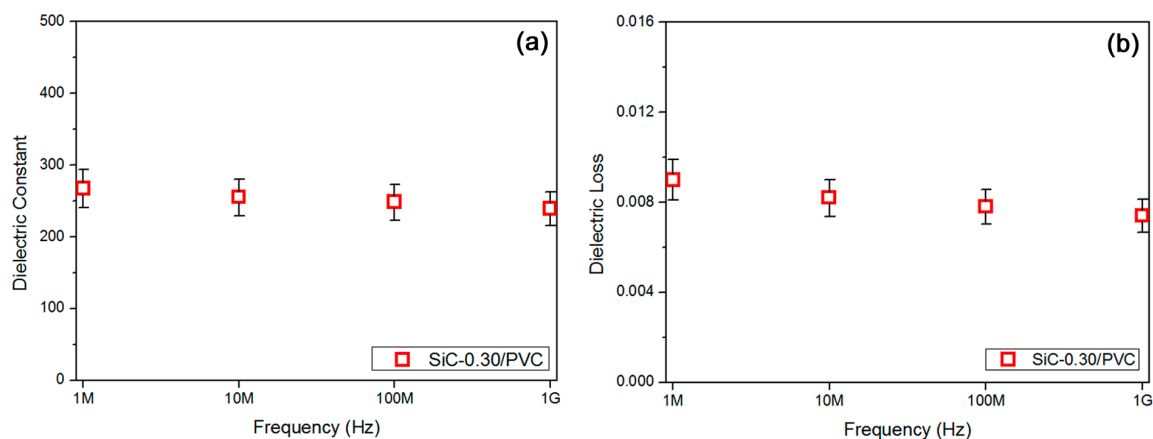 (a)
500
400
300
200
100
0
Dielectric Constant
SiC-0.30/PVC
1M 10M 100M 1G
Frequency (Hz)
(b)
0.016
0.012
0.008
0.004
0.000
Dielectric Loss
SiC-0.30/PVC
1M 10M 100M 1G
Frequency (Hz)